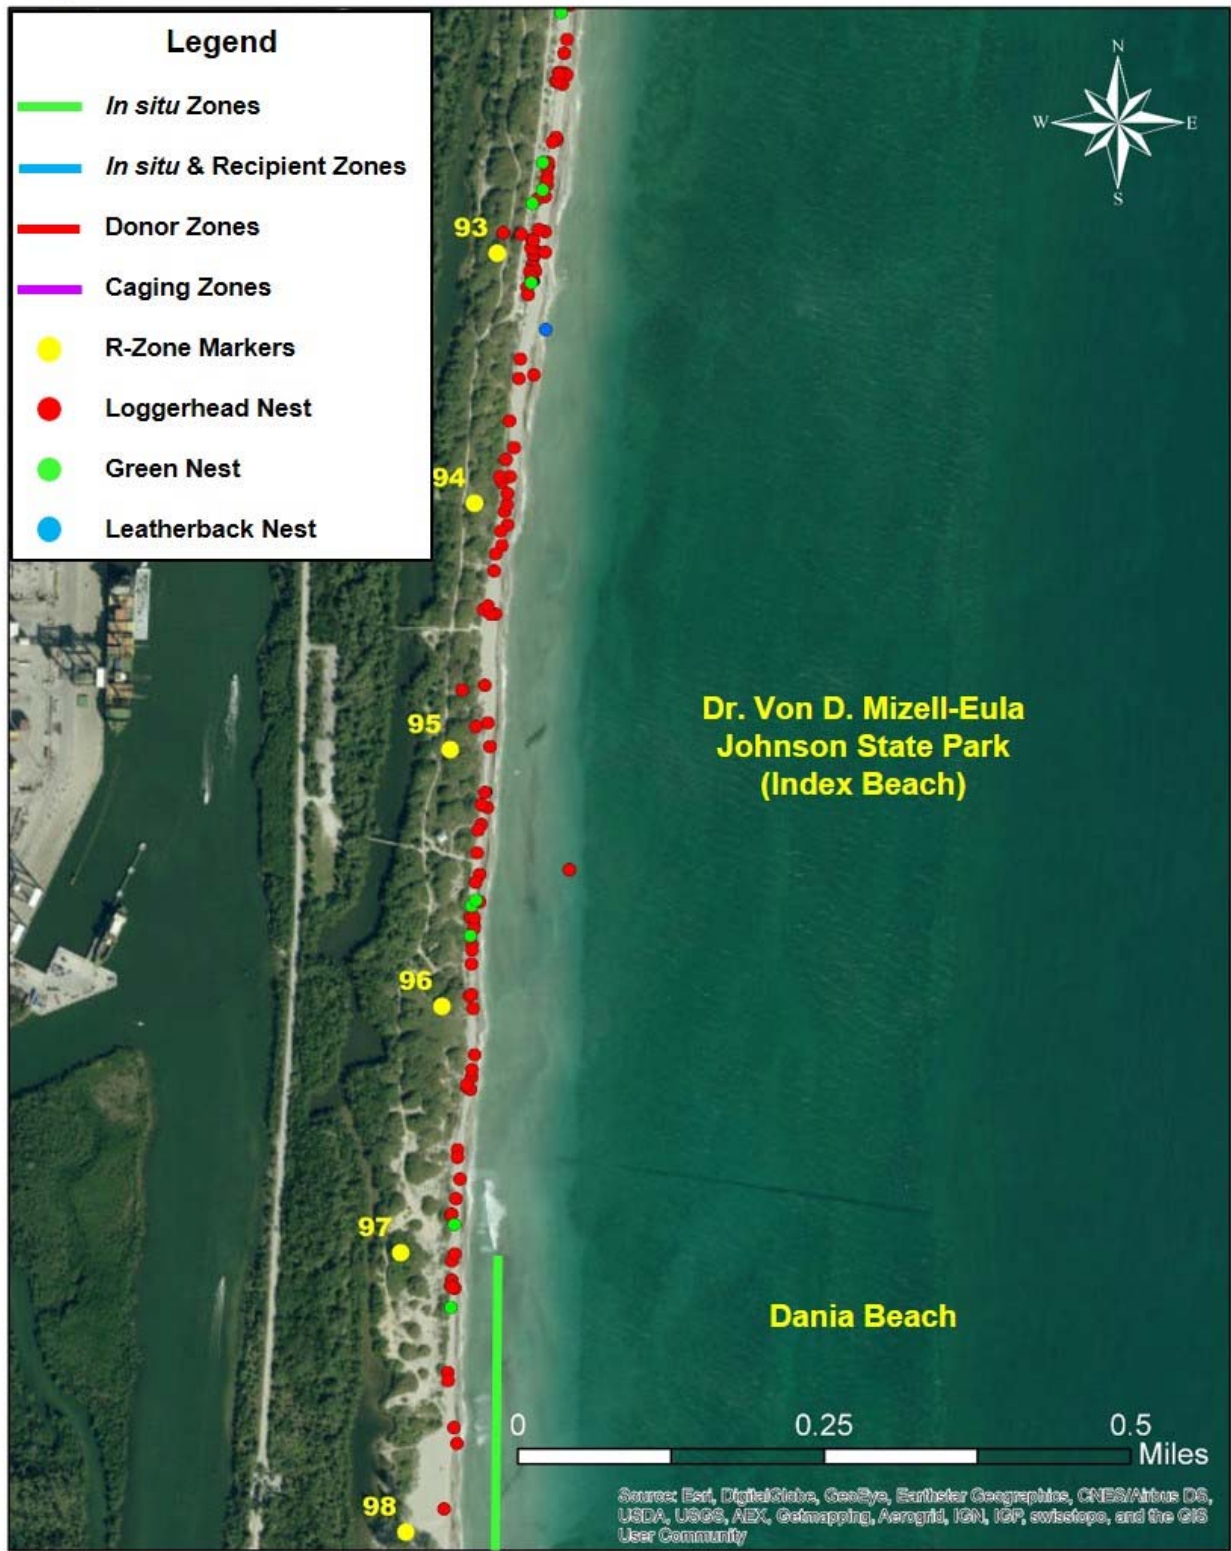 Legend
In situ Zones
In situ & Recipient Zones
Donor Zones
Caging Zones
R-Zone Markers
Loggerhead Nest
Green Nest
Leatherback Nest
N
W
E
S
93
94
95
Dr. Von D. Mizell-Eula
Johnson State Park
(Index Beach)
96
97
Dania Beach
0
0.25
0.5
Miles
98
Source: Esri, DigitalGlobe, GeoEye, Earthstar Geographics, CNES/Airbus DS,
USDA, USGS, AEX, Getmapping, Aerogrid, IGN, IGP, swisstopo, and the GIS
User Community